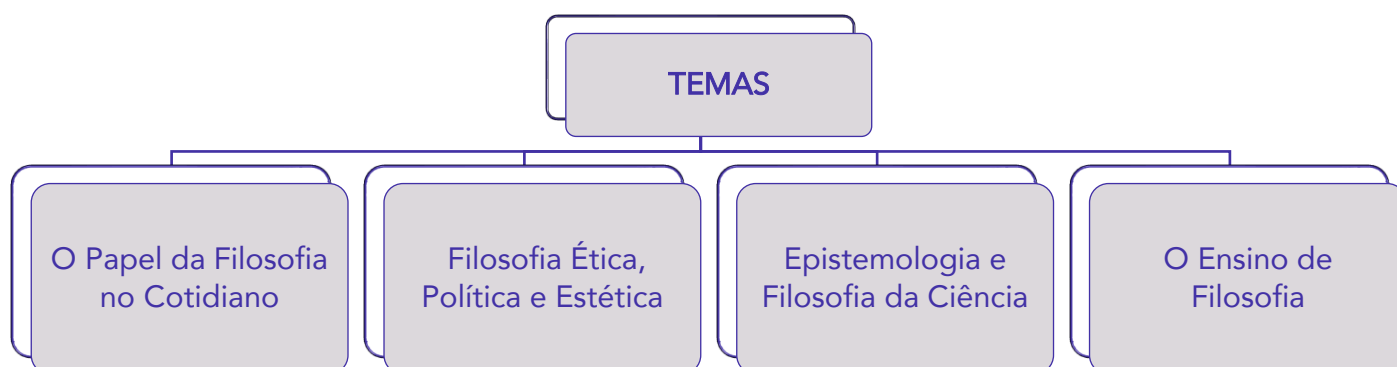 TEMAS
O Papel da Filosofia
no Cotidiano
Filosofia Ética,
Política e Estética
Epistemologia e
Filosofia da Ciência
O Ensino de
Filosofia